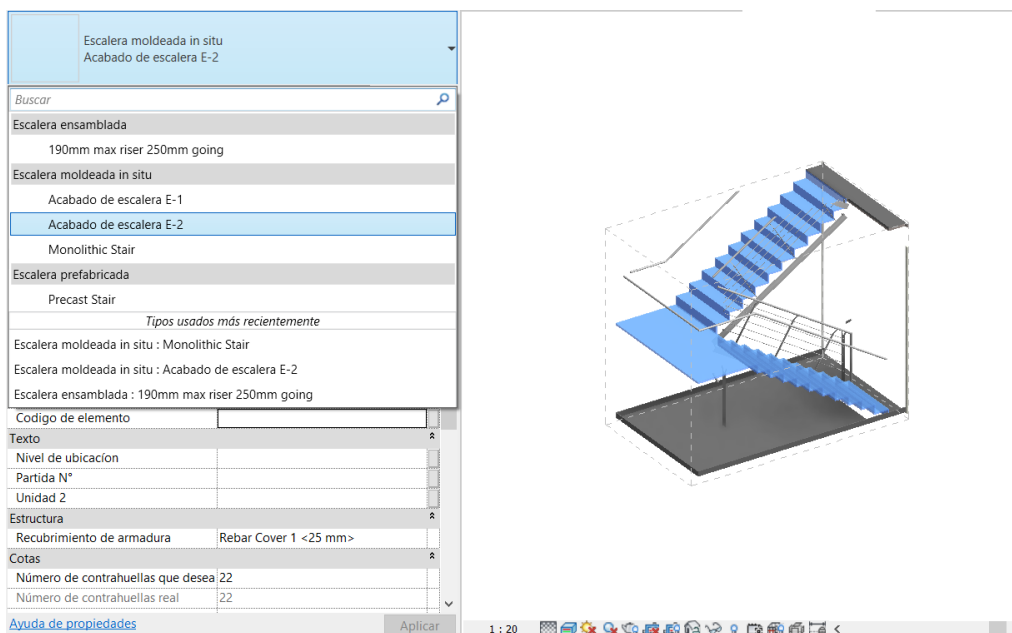 Escalera moldeada in situ
Acabado de escalera E-2
Buscar
Escalera ensamblada
190mm max riser 250mm going
Escalera moldeada in situ
Acabado de escalera E-1
Acabado de escalera E-2
Monolithic Stair
Escalera prefabricada
Precast Stair
Tipos usados más recientemente
Escalera moldeada in situ : Monolithic Stair
Escalera moldeada in situ : Acabado de escalera E-2
Escalera ensamblada : 190mm max riser 250mm going
Codigo de elemento
Texto
Nivel de ubicacíon
Partida N°
Unidad 2
Estructura
Recubrimiento de armadura Rebar Cover 1 <25 mm>
Cotas
Número de contrahuellas que desea 22
Número de contrahuellas real 22
Ayuda de propiedades Aplicar
1 : 20